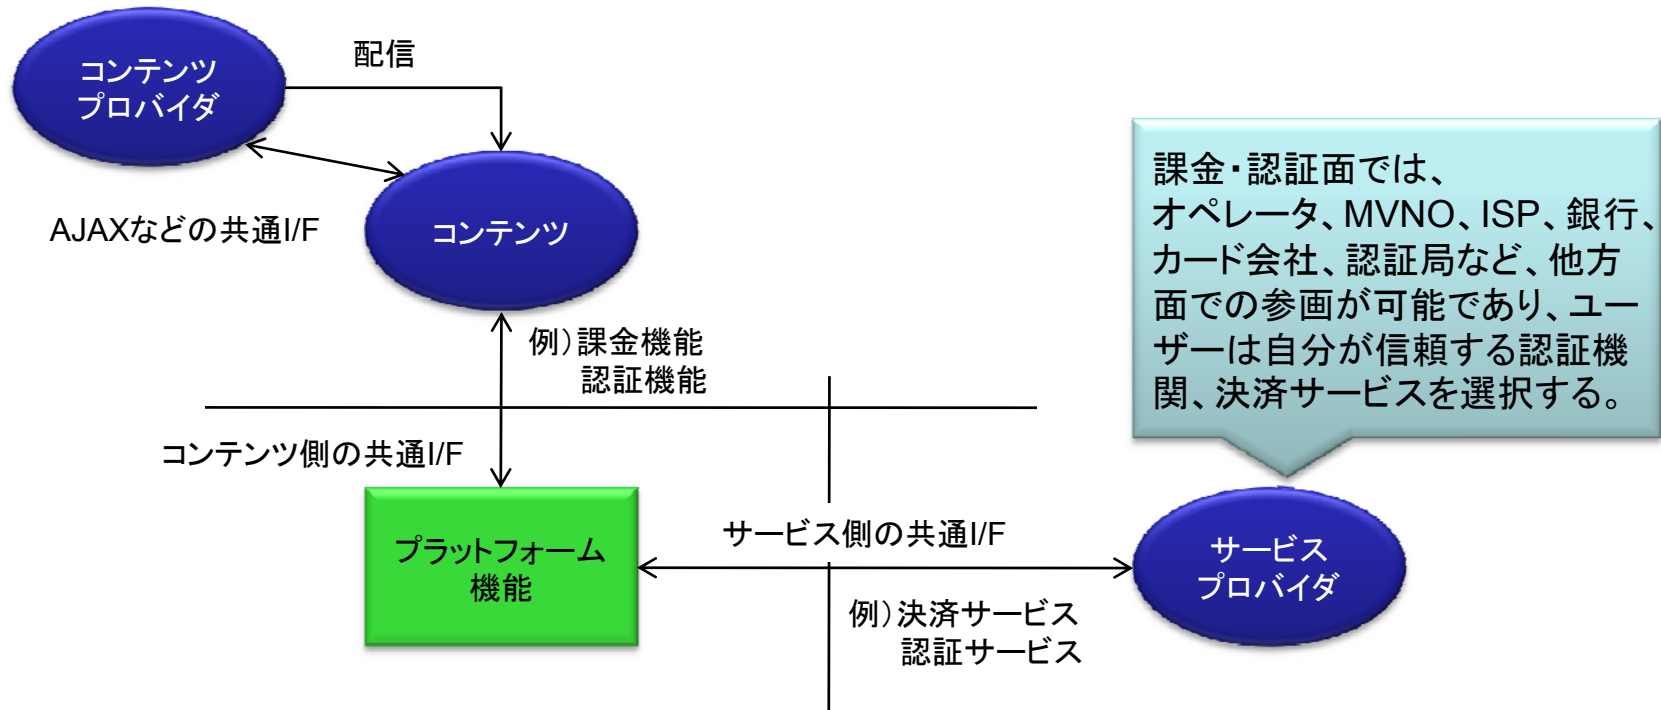 配信
コンテンツ
プロバイダ
AJAXなどの共通I/F
コンテンツ
課金・認証面では、
オペレータ、MVNO、ISP、銀行、
カード会社、認証局など、他方
面での参画が可能であり、ユー
ザーは自分が信頼する認証機
関、決済サービスを選択する。
例）課金機能
認証機能
コンテンツ側の共通I/F
プラットフォーム
機能
サービス側の共通I/F
サービス
プロバイダ
例）決済サービス
認証サービス